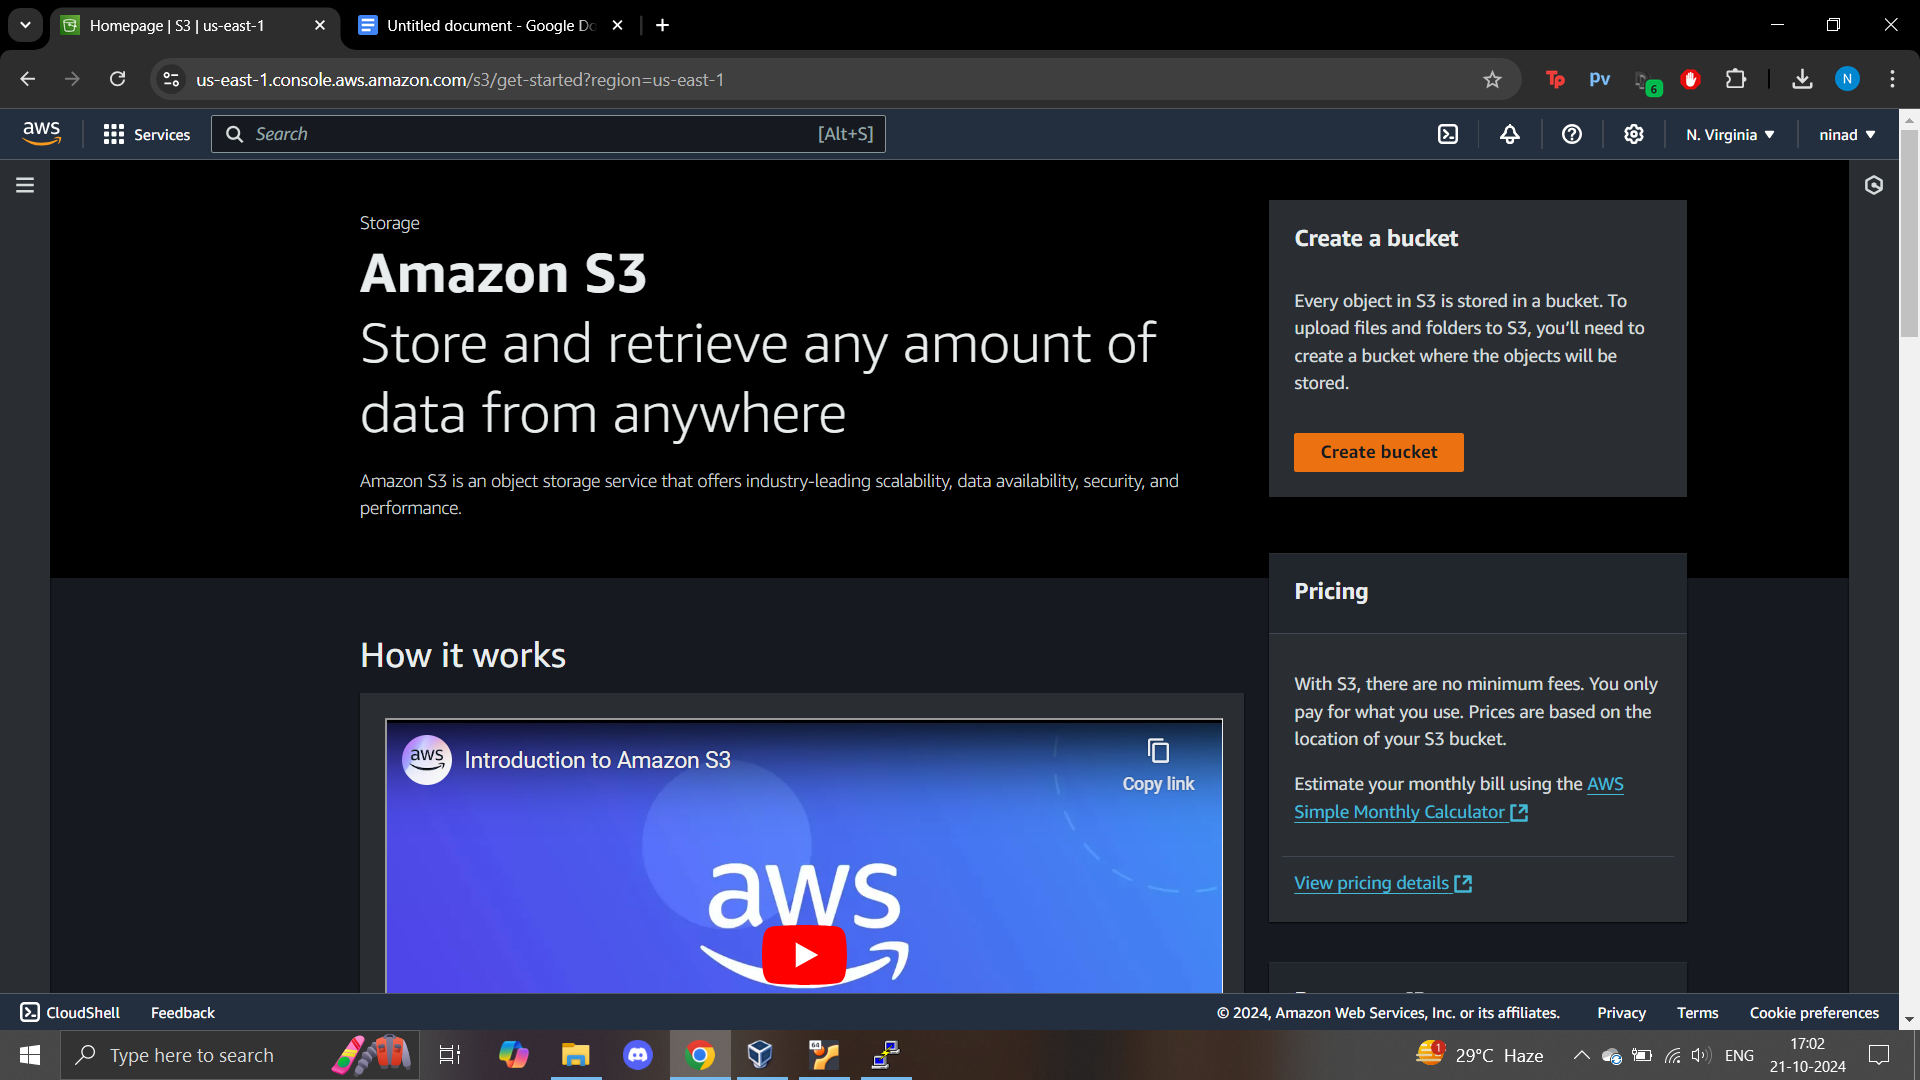 Homepage | S3 | us-east-1
Untitled document - Google Do
us-east-1.console.aws.amazon.com/s3/get-started?region=us-east-1
Tp
pv
6
N
aws
Services
Search
[Alt+S]
N. Virginia
ninad
Storage
Amazon S3
Store and retrieve any amount of
data from anywhere
Amazon S3 is an object storage service that offers industry-leading scalability, data availability, security, and
performance.
Create a bucket
Every object in S3 is stored in a bucket. To
upload files and folders to S3, you'll need to
create a bucket where the objects will be
stored.
Create bucket
Pricing
With S3, there are no minimum fees. You only
pay for what you use. Prices are based on the
location of your S3 bucket.
Estimate your monthly bill using the AWS
Simple Monthly Calculator
View pricing details
How it works
aws
Introduction to Amazon S3
Copy link
aws
CloudShell
Feedback
© 2024, Amazon Web Services, Inc. or its affiliates.
Privacy
Terms
Cookie preferences
Type here to search
64
1
29°C Haze
ENG
17:02
21-10-2024